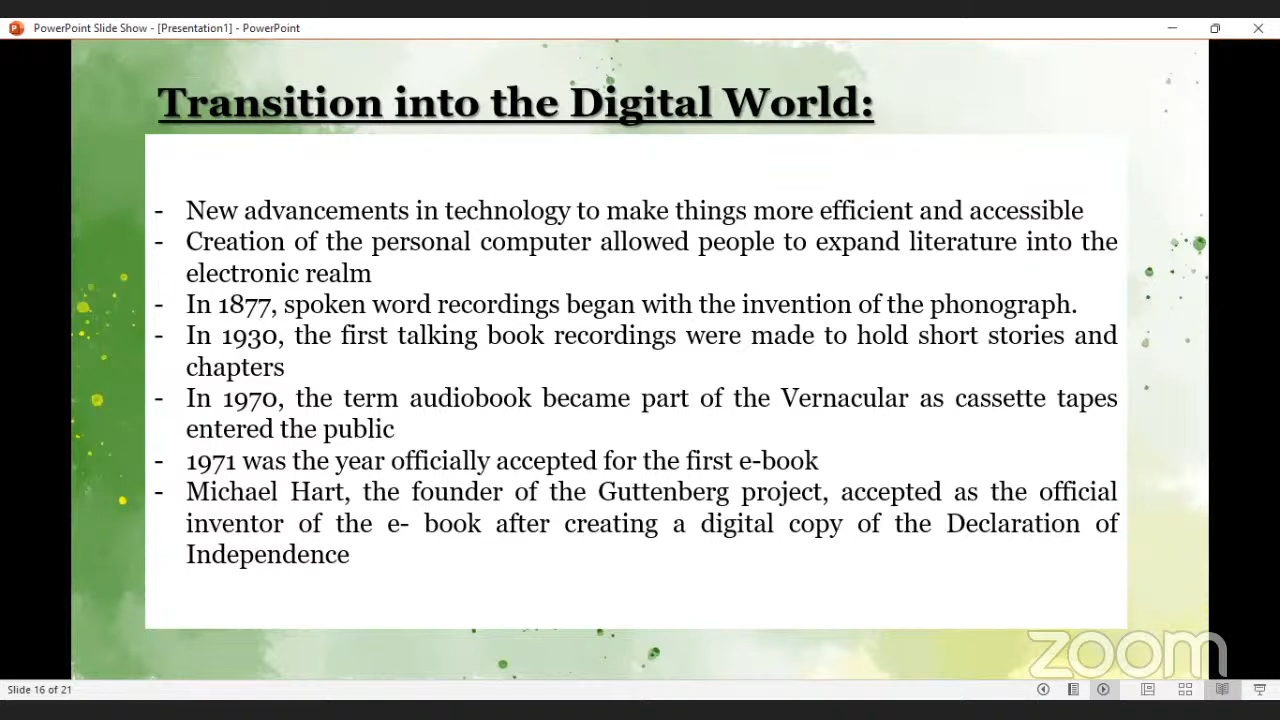 PowerPoint Slide Show - [Presentation1] - PowerPoint
Transition into the Digital World:
- New advancements in technology to make things more efficient and accessible
- Creation of the personal computer allowed people to expand literature into the
electronic realm
- In 1877, spoken word recordings began with the invention of the phonograph.
- In 1930, the first talking book recordings were made to hold short stories and
chapters
- In 1970, the term audiobook became part of the Vernacular as cassette tapes
entered the public
- 1971 was the year officially accepted for the first e-book
- Michael Hart, the founder of the Guttenberg project, accepted as the official
inventor of the e- book after creating a digital copy of the Declaration of
Independence
zoom
Slide 16 of 21